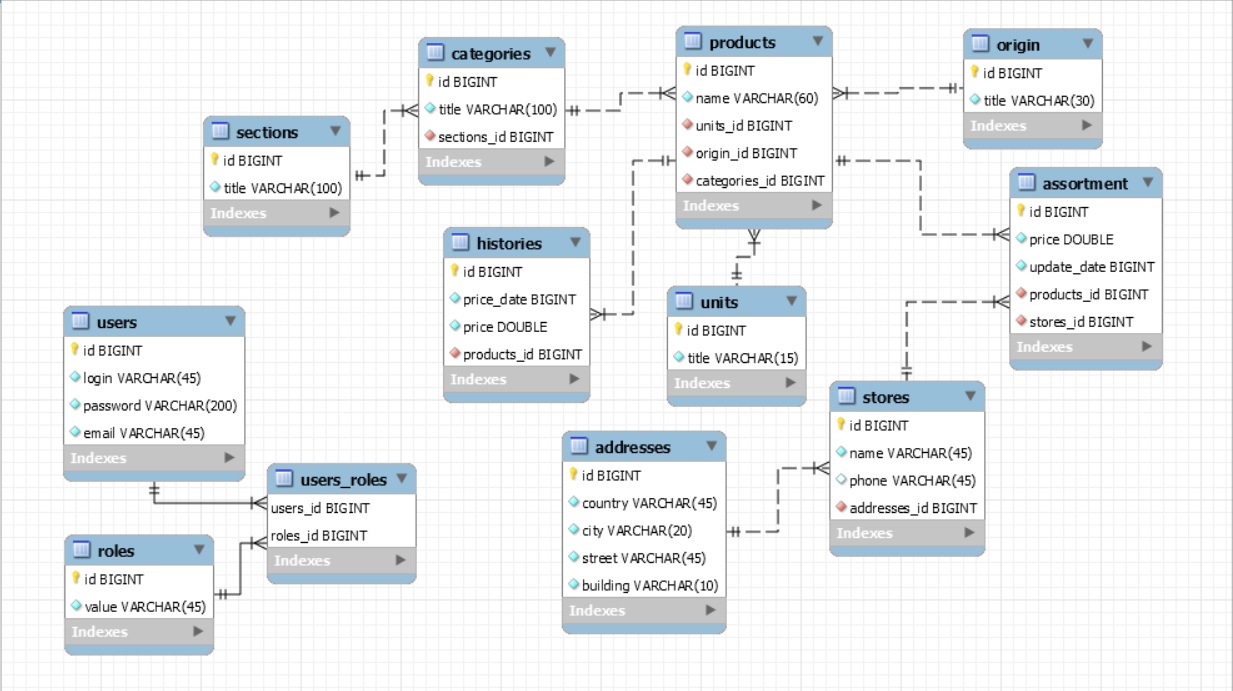 categories
id BIGINT
title VARCHAR(100)
sections_id BIGINT
Indexes
products
id BIGINT
name VARCHAR(60)
units_id BIGINT
origin_id BIGINT
categories_id BIGINT
Indexes
origin
id BIGINT
title VARCHAR(30)
Indexes
sections
id BIGINT
title VARCHAR(100)
Indexes
assortment
id BIGINT
price DOUBLE
update_date BIGINT
products_id BIGINT
stores_id BIGINT
Indexes
histories
id BIGINT
price_date BIGINT
price DOUBLE
products_id BIGINT
Indexes
units
id BIGINT
title VARCHAR(15)
Indexes
users
id BIGINT
login VARCHAR(45)
password VARCHAR(200)
email VARCHAR(45)
Indexes
stores
id BIGINT
name VARCHAR(45)
phone VARCHAR(45)
addresses_id BIGINT
Indexes
addresses
id BIGINT
country VARCHAR(45)
city VARCHAR(20)
street VARCHAR(45)
building VARCHAR(10)
Indexes
users_roles
users_id BIGINT
roles_id BIGINT
Indexes
roles
id BIGINT
value VARCHAR(45)
Indexes